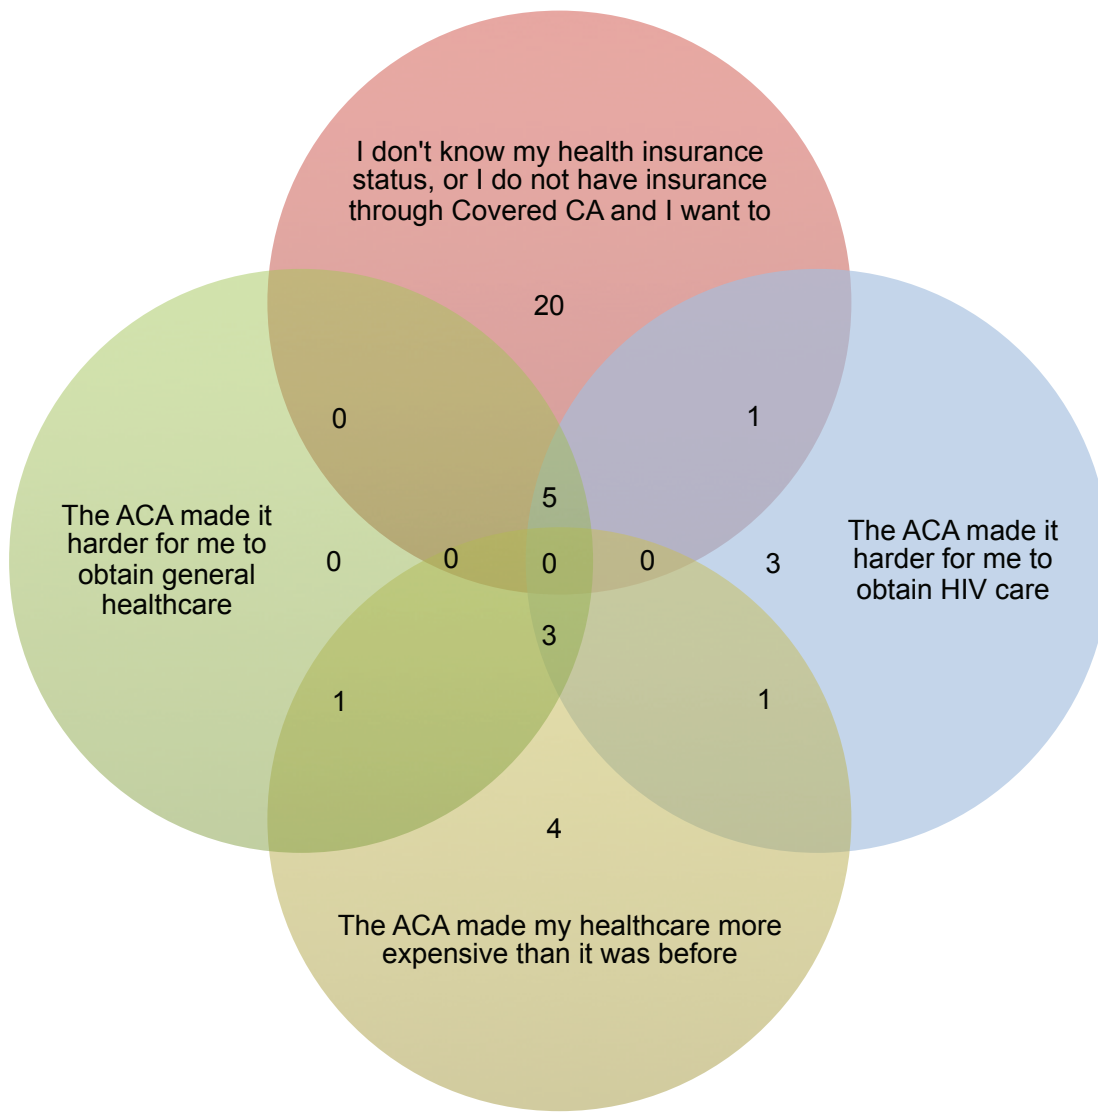 I don't know my health insurance
status, or I do not have insurance
through Covered CA and I want to
20
0
1
5
The ACA made it
harder for me to
obtain general
healthcare
0
0
0
0
3
The ACA made it
harder for me to
obtain HIV care
3
1
1
4
The ACA made my healthcare more
expensive than it was before